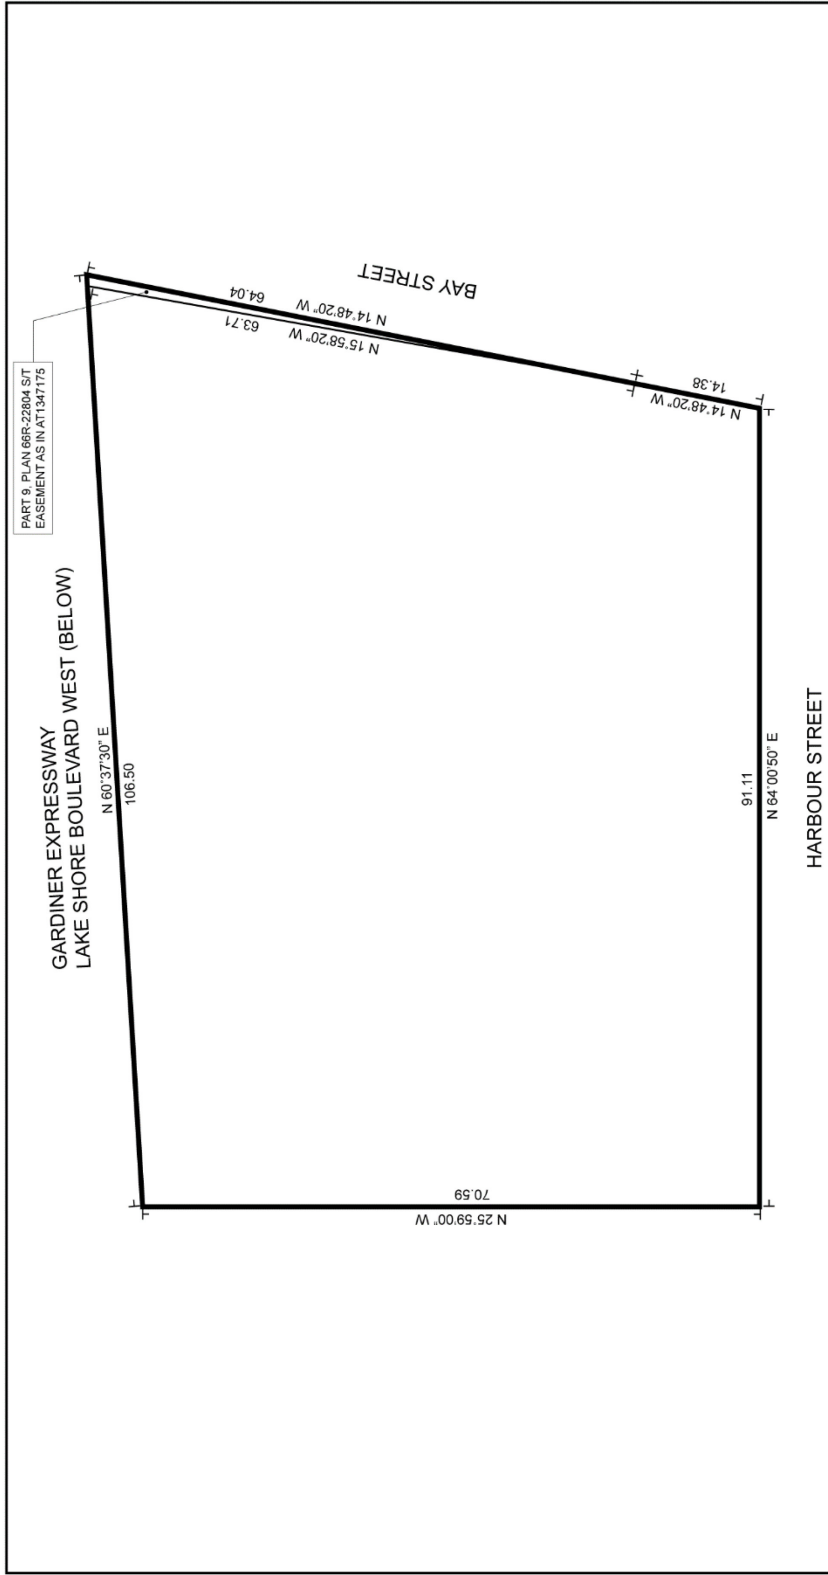 PART 9, PLAN 66R-22804 S/T
EASEMENT AS IN AT1347175
GARDINER EXPRESSWAY
LAKE SHORE BOULEVARD WEST (BELOW)
N 60°37'30" E
106.50
BAY STREET
64.04
N 14°48'20" W
63.71
N 15°58'20" W
14.38
N 14°48'20" W
70.59
N 25°59'00" W
91.11
N 64°00'50" E
HARBOUR STREET